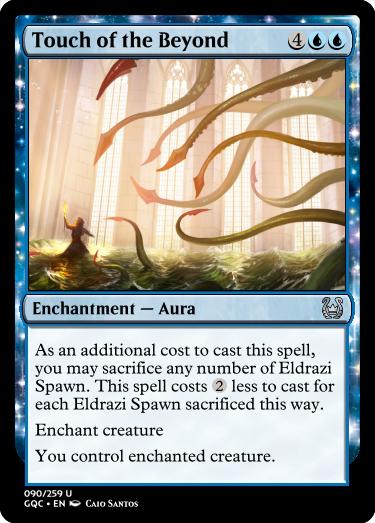 Touch of the Beyond 4
Enchantment — Aura
As an additional cost to cast this spell,
you may sacrifice any number of Eldrazi
Spawn. This spell costs 2 less to cast for
each Eldrazi Spawn sacrificed this way.
Enchant creature
You control enchanted creature.
090/259 U
GQC • EN Caio Santos